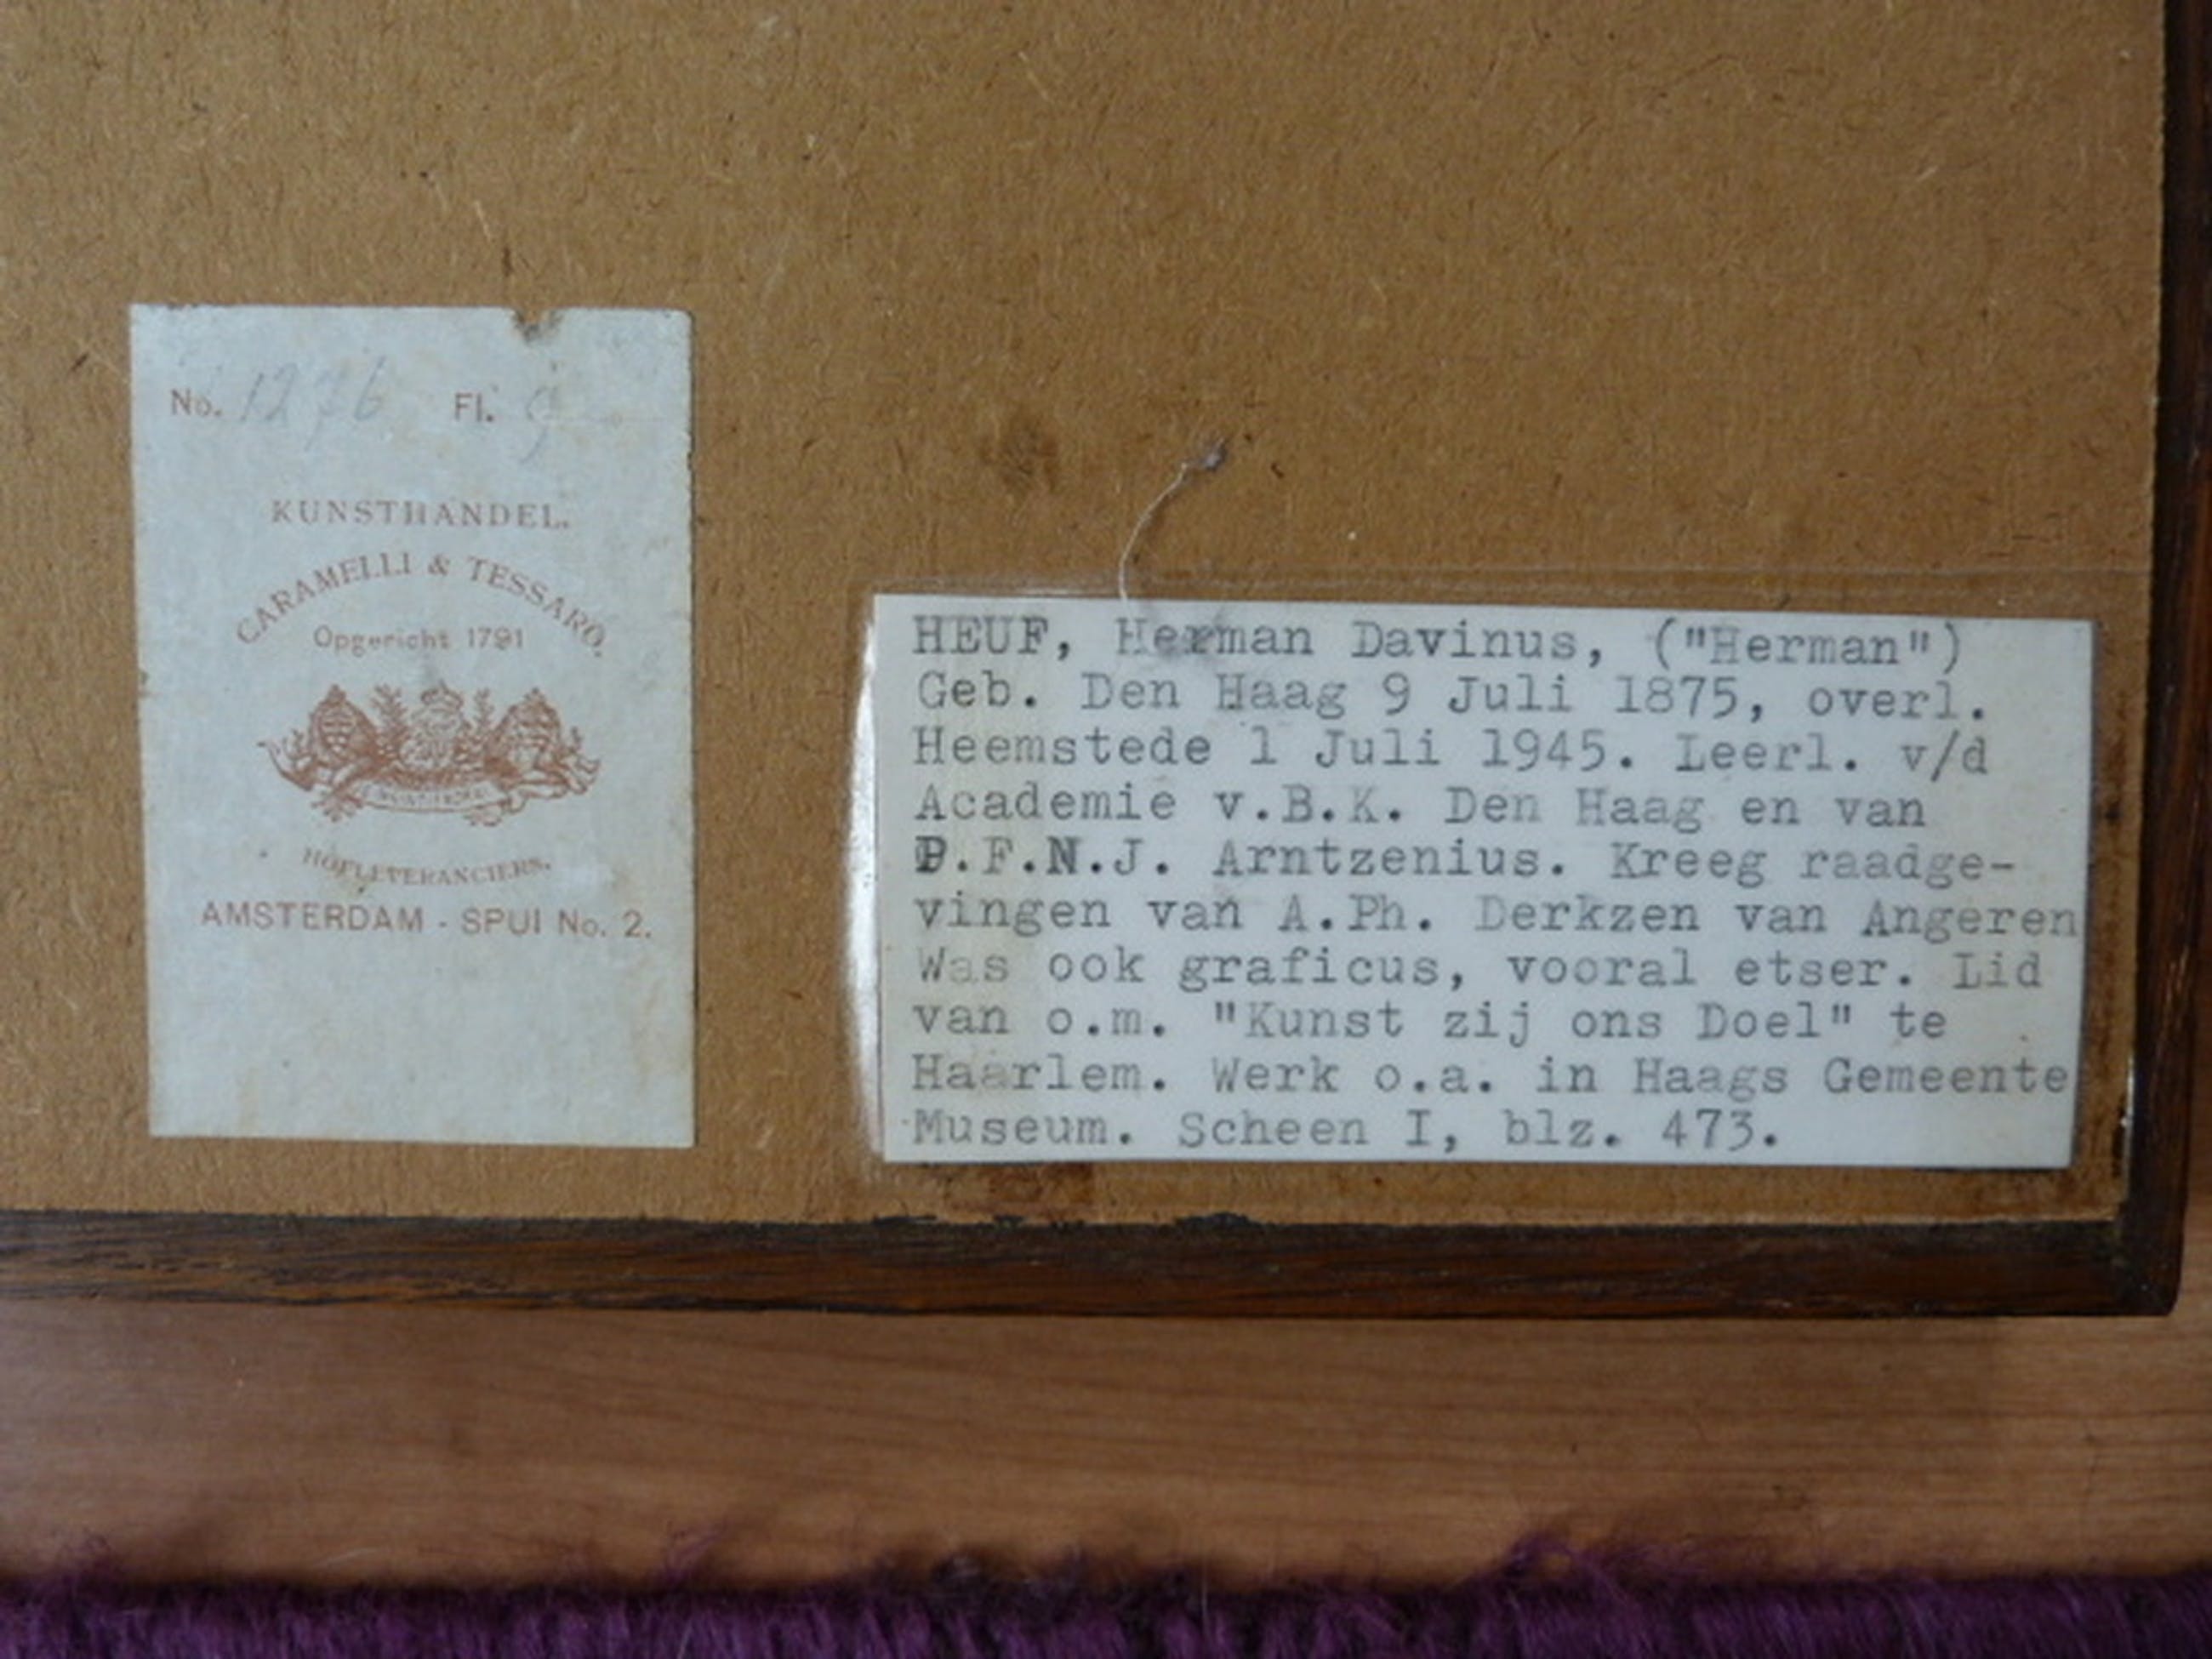 No. 1276 Fl. g
KUNSTHANDEL.
CARAMELLI & TESSARO.
Opgericht 1791
HOFLEVERANCIERS.
AMSTERDAM - SPUI No. 2.
HEUF, Herman Davinus, ("Herman")
Geb. Den Haag 9 Juli 1875, overl.
Heemstede 1 Juli 1945. Leerl. v/d
Academie v.B.K. Den Haag en van
P.F.N.J. Arntzenius. Kreeg raadge-
vingen van A.Ph. Derkzen van Angeren
Was ook graficus, vooral etser. Lid
van o.m. "Kunst zij ons Doel" te
Haarlem. Werk o.a. in Haags Gemeente
Museum. Scheen I, blz. 473.